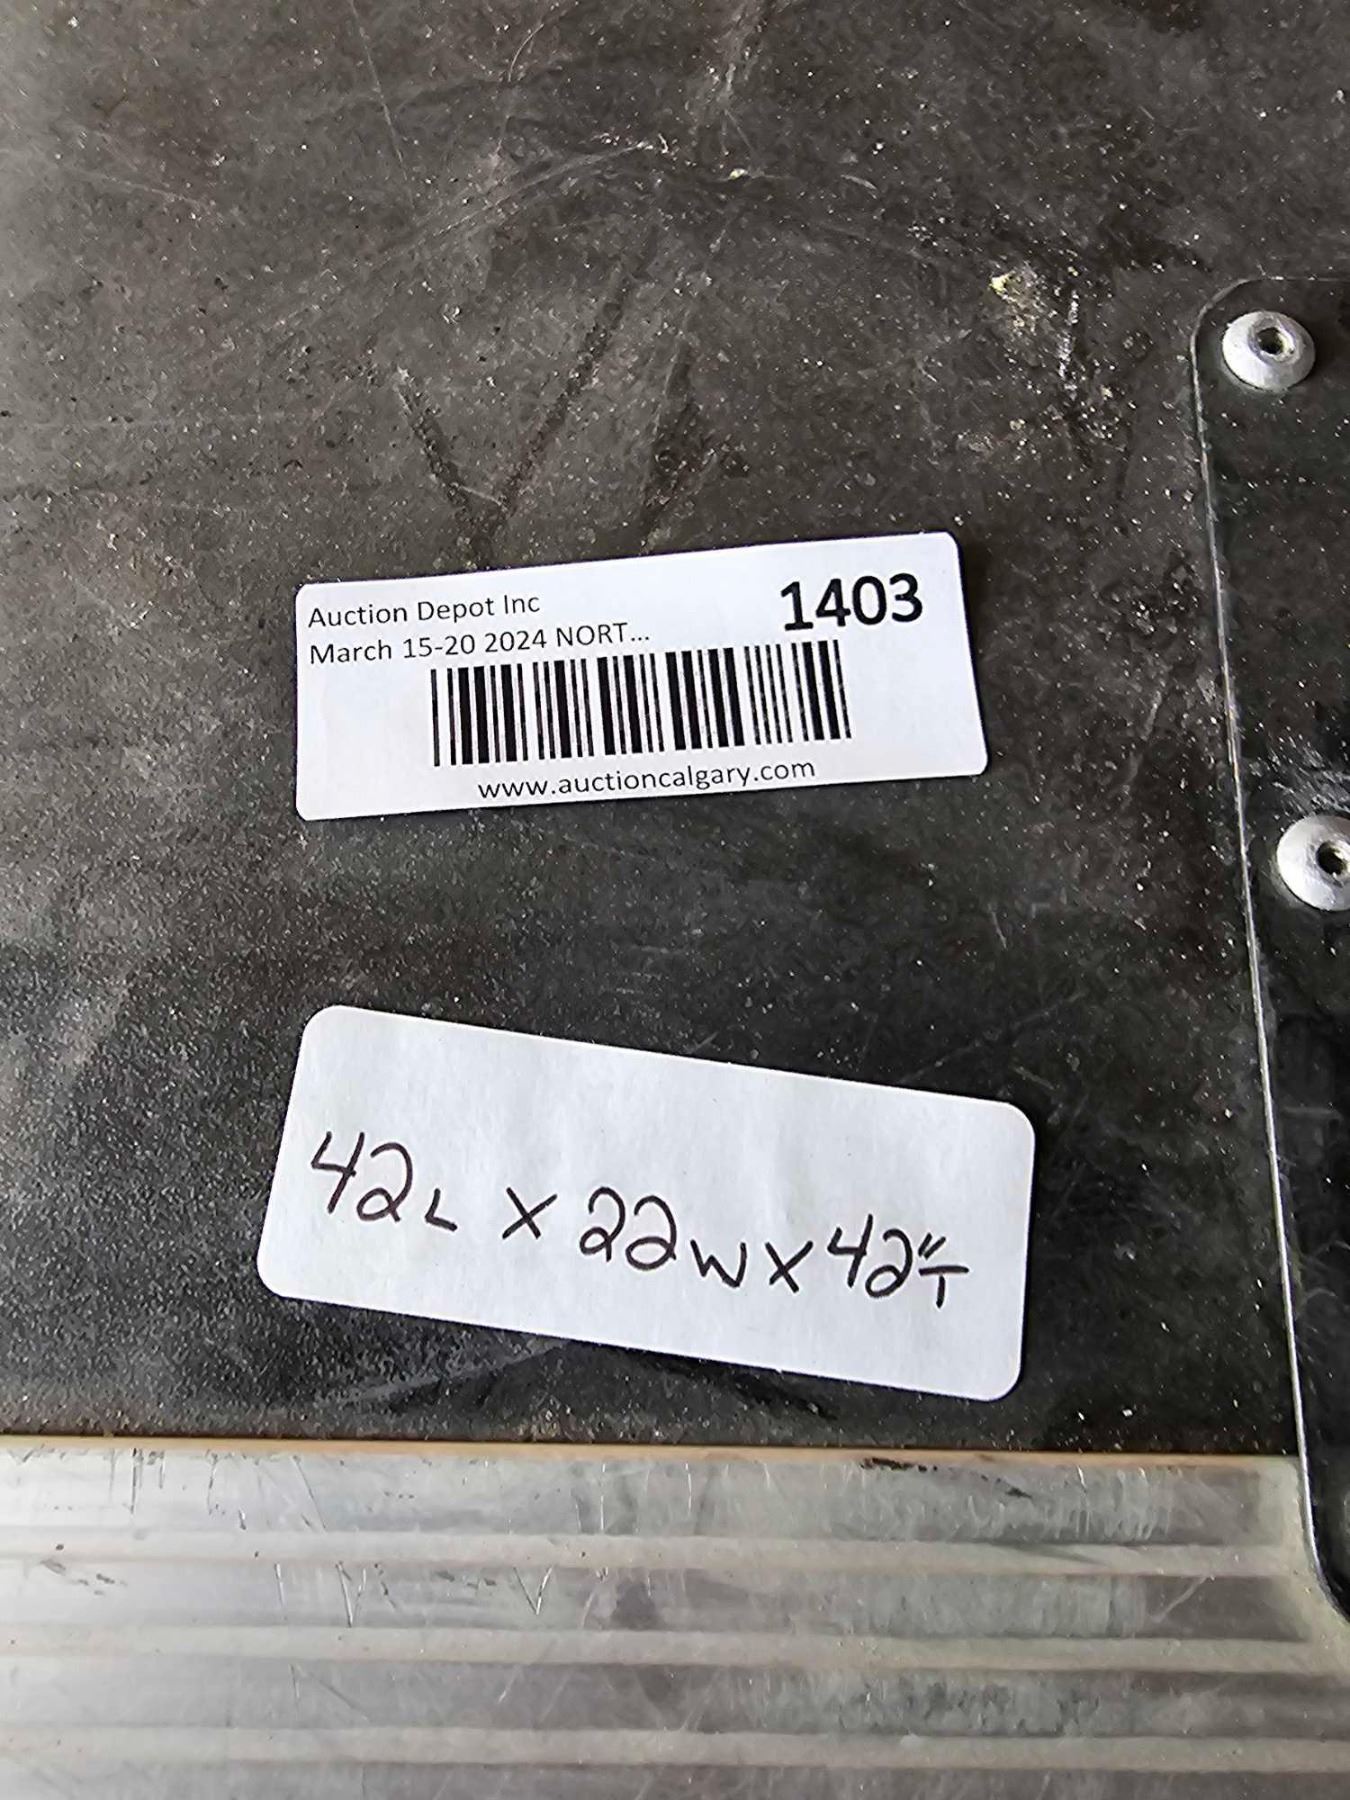 Auction Depot Inc
1403
March 15-20 2024 NORT...
www.auctioncalgary.com
42L X 22W X 42"T